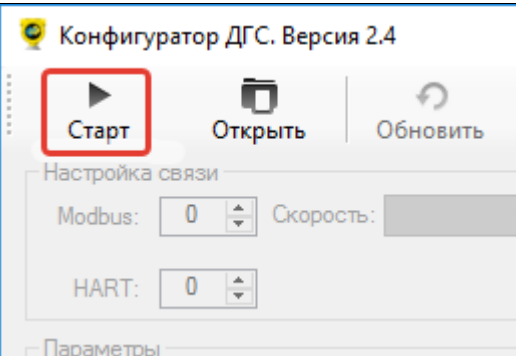 Конфигуратор ДГС. Версия 2.4
Старт Открыть Обновить
Настройка связи
Modbus: 0 Скорость:
HART: 0
Параметры